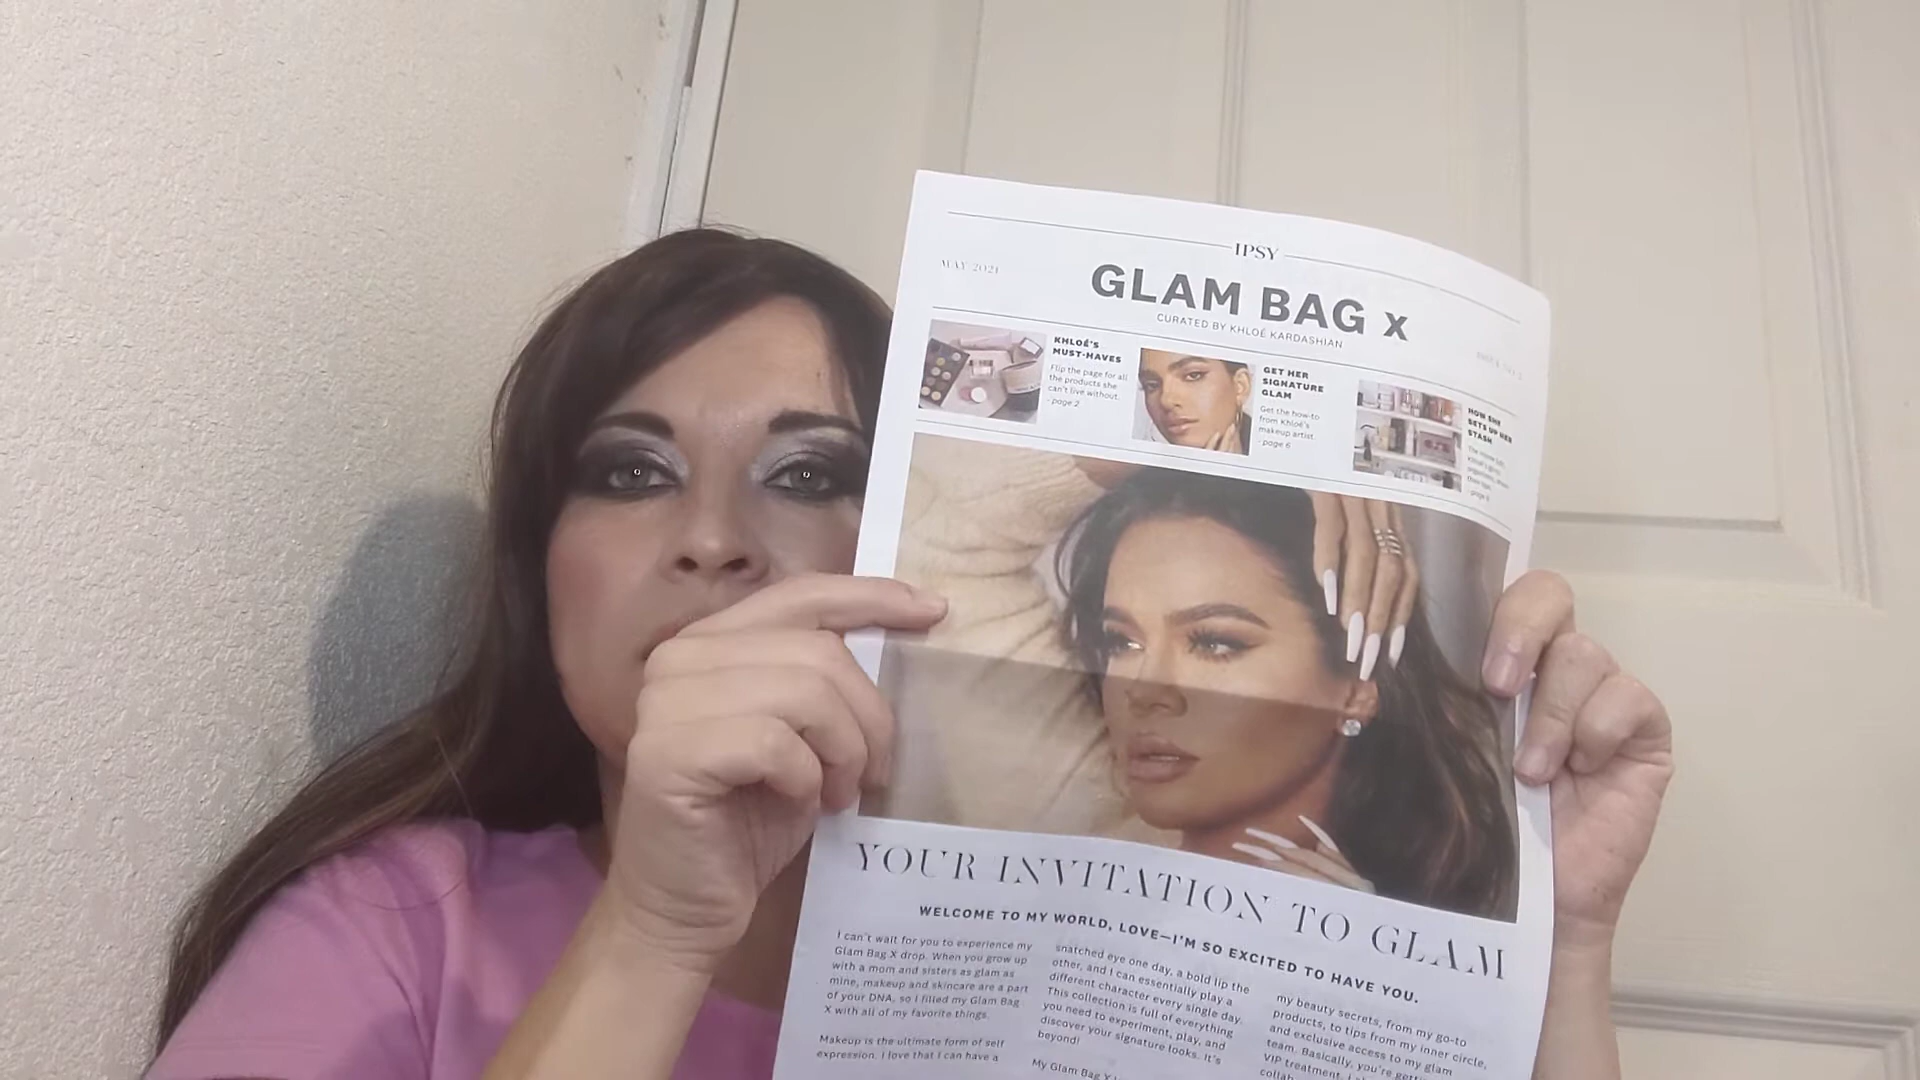 IPSY
MAY 2021
GLAM BAG x
CURATED BY KHLOÉ KARDASHIAN
KHLOÉ'S
MUST-HAVES
Flip the page for all
the products she
can't live without.
- page 2
GET HER
SIGNATURE
GLAM
Get the how-to
from Khloé's
makeup artist.
- page 6
HOW SHE
SETS UP HER
STASH
YOUR INVITATION TO GLAM
WELCOME TO MY WORLD, LOVE—I'M SO EXCITED TO HAVE YOU.
I can't wait for you to experience my
Glam Bag X drop. When you grow up
with a mom and sisters as glam as
mine, makeup and skincare are a part
of your DNA, so I filled my Glam Bag
X with all of my favorite things.
Makeup is the ultimate form of self
expression. I love that I can have a
snatched eye one day, a bold lip the
other, and I can essentially play a
different character every single day.
This collection is full of everything
you need to experiment, play, and
discover your signature looks. It's
beyond!
My Glam Bag X
my beauty secrets, from my go-to
products, to tips from my inner circle,
and exclusive access to my glam
team. Basically, you're
VIP treatment.